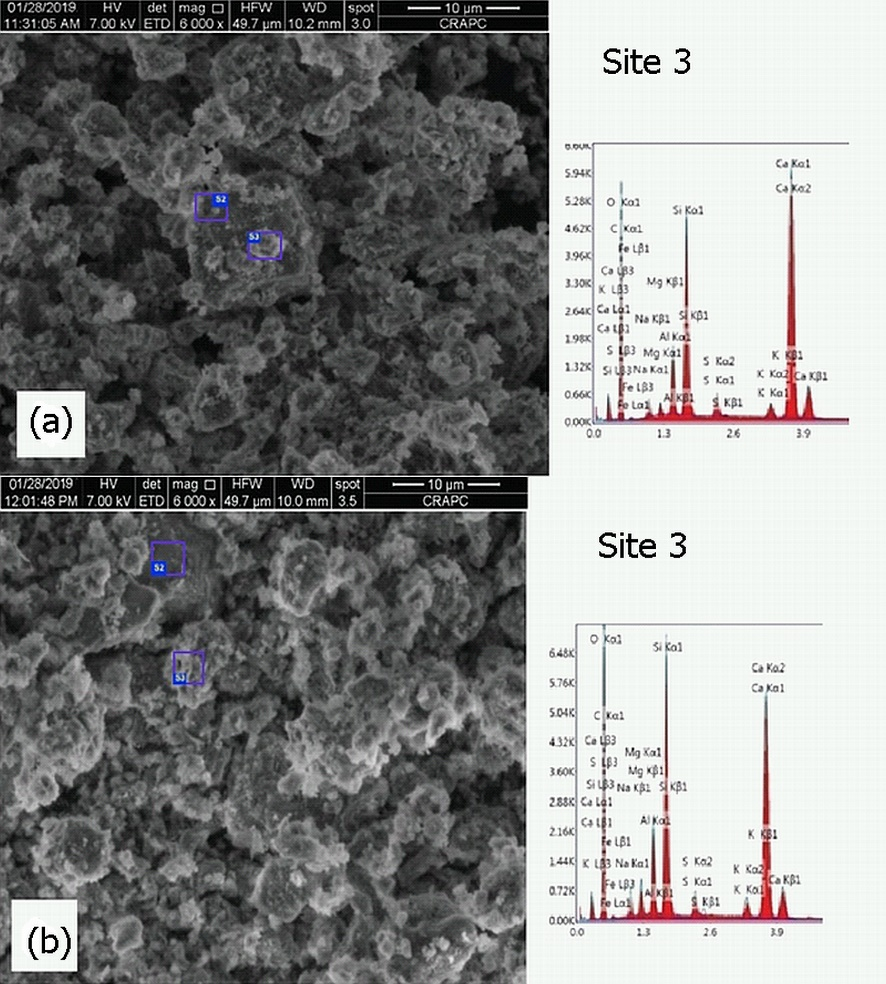 01/28/2019 HV det mag □ HFW WD spot 10 µm
11:31:05 AM 7.00 kV ETD 6 000 x 49.7 µm 10.2 mm 3.0 CRAPC
S2
S3
(a)
Site 3
6.60K
5.94K
5.28K
4.62K
3.96K
3.30K
2.64K
1.98K
1.32K
0.66K
0.00K
0.0 1.3 2.6 3.9
Ca Kα1
Ca Kα2
O Kα1
Si Kα1
C Kα1
Fe Lβ1
Ca Lβ3
K Lβ3
Mg Kβ1
Ca Lα1
Na Kβ1
S Kβ1
Ca Lβ1
Al Kα1
S Lβ3
Mg Kα1
S Kα2
K Kβ1
Si Lβ3
Na Kα1
S Kα1
K Kα2
Ca Kβ1
Fe Lβ3
K Kα1
Fe Lα1
Al Kβ1
S Kβ1
01/28/2019 HV det mag □ HFW WD spot 10 µm
12:01:48 PM 7.00 kV ETD 6 000 x 49.7 µm 10.0 mm 3.5 CRAPC
S2
S3
(b)
Site 3
6.48K
5.76K
5.04K
4.32K
3.60K
2.88K
2.16K
1.44K
0.72K
0.00K
0.0 1.3 2.6 3.9
O Kα1
Si Kα1
Ca Kα2
Ca Kα1
C Kα1
Ca Lβ3
Mg Kα1
S Lβ3
Mg Kβ1
Si Lβ3
Na Kβ1
S Kβ1
Ca Lα1
Ca Lβ1
Al Kα1
Fe Lβ1
K Kβ1
K Lβ3
Na Kα1
S Kα2
K Kα2
Fe Lβ3
S Kα1
Ca Kβ1
Al Kβ1
K Kα1
Fe Lα1
S Kβ1